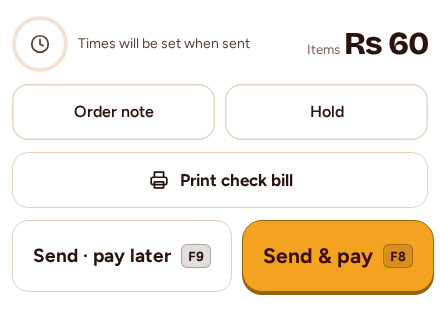 Times will be set when sent
Items Rs 60
Order note
Hold
Print check bill
Send · pay later F9
Send & pay F8